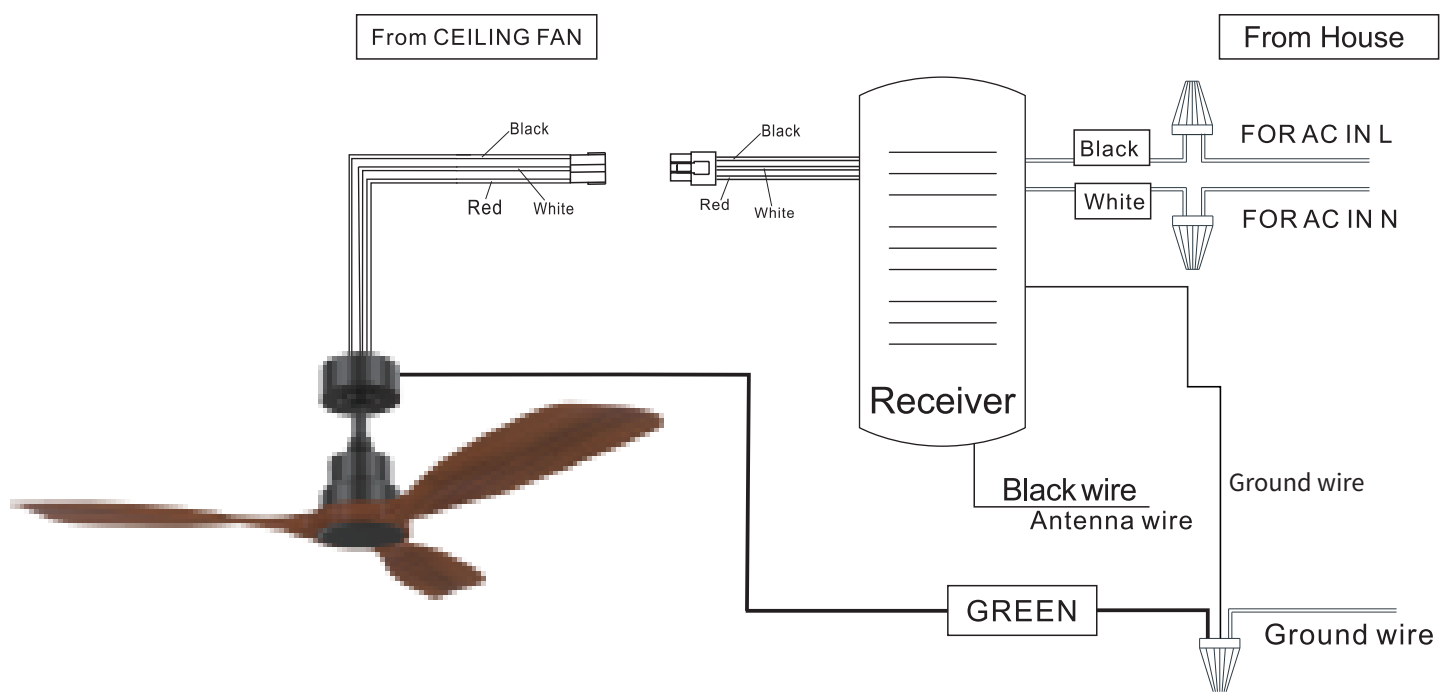 From CEILING FAN
From House
Black
Black
Black
FOR AC IN L
Red
White
Red
White
White
FOR AC IN N
Receiver
Black wire
Antenna wire
Ground wire
GREEN
Ground wire